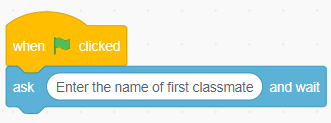 when clicked
ask Enter the name of first classmate and wait